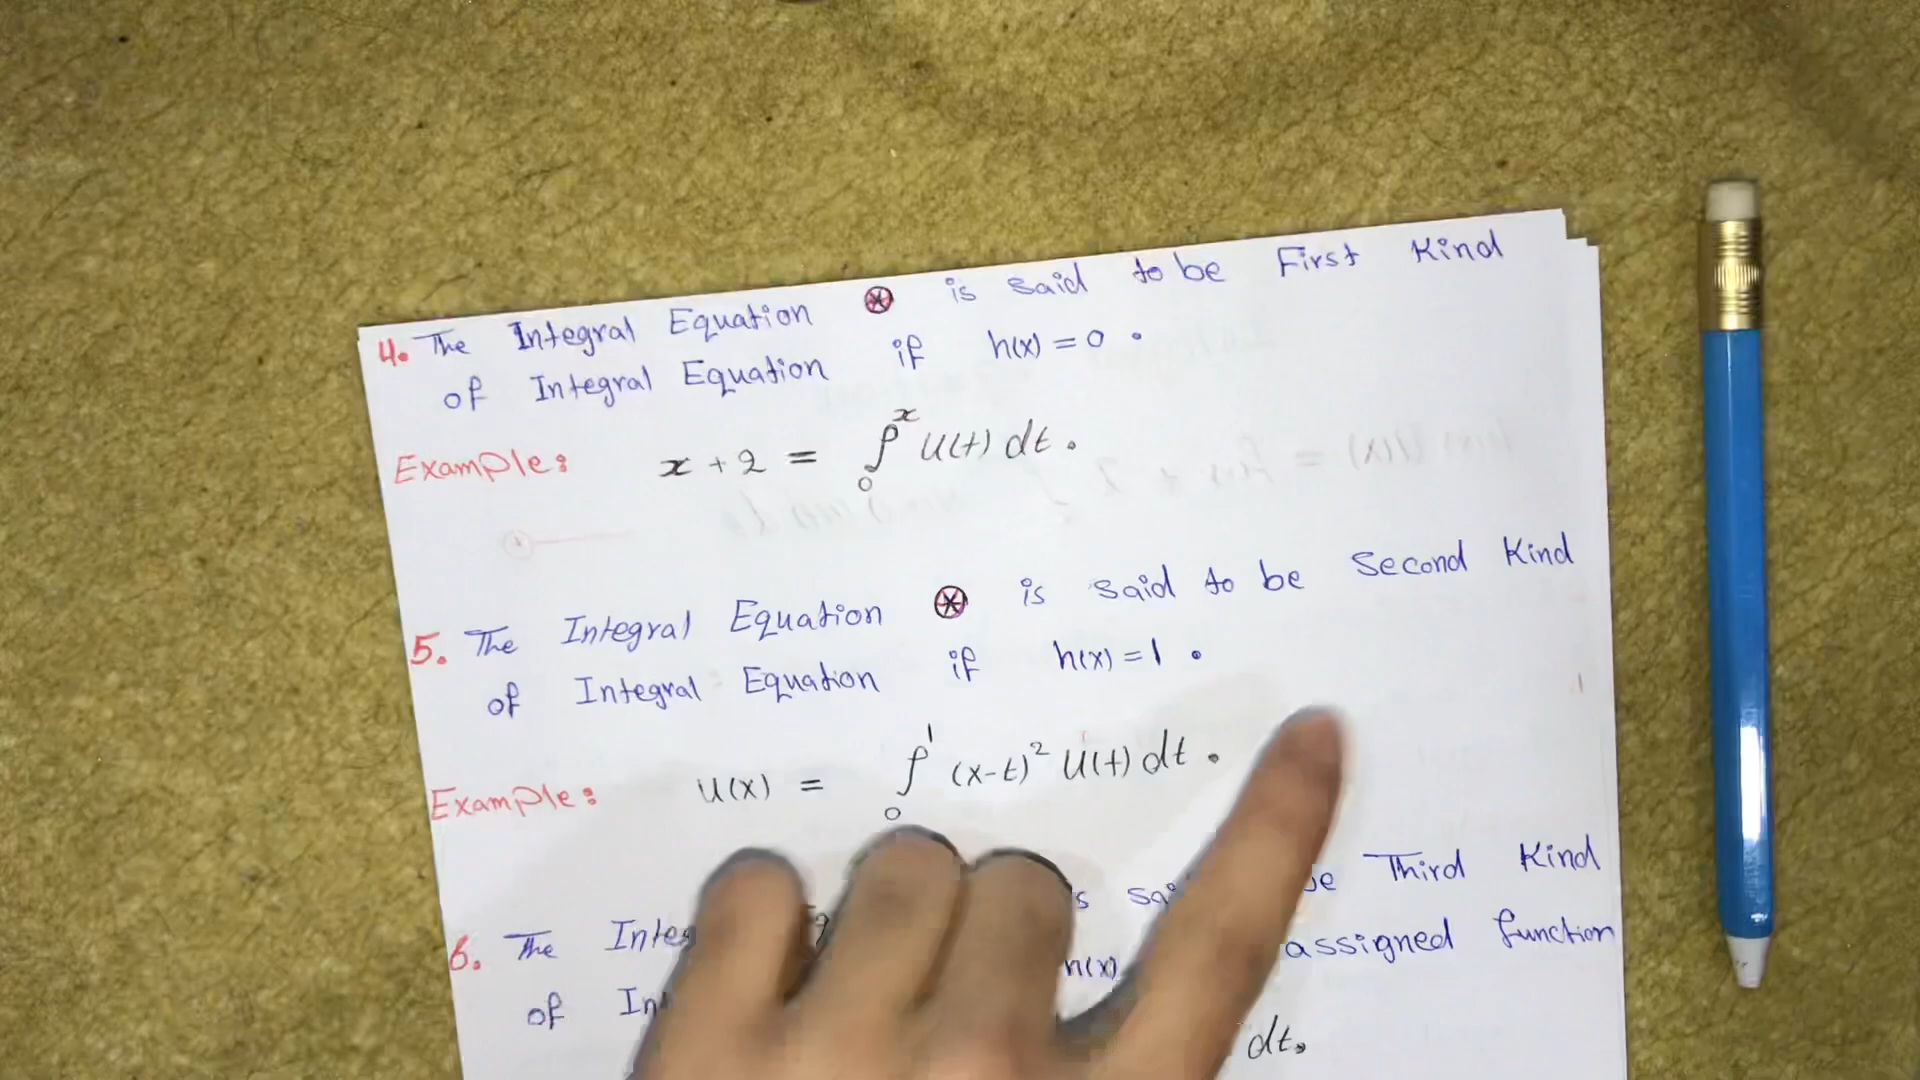 4. The Integral Equation ⊛ is said to be First Kind
of Integral Equation if h(x) = 0 .
Example: x + 2 = ∫₀ˣ u(t) dt .
5. The Integral Equation ⊛ is said to be Second Kind
of Integral Equation if h(x) = 1 .
Example: u(x) = ∫₀¹ (x-t)² u(t) dt .
6. The Third Kind
of h(x) assigned function
dt.